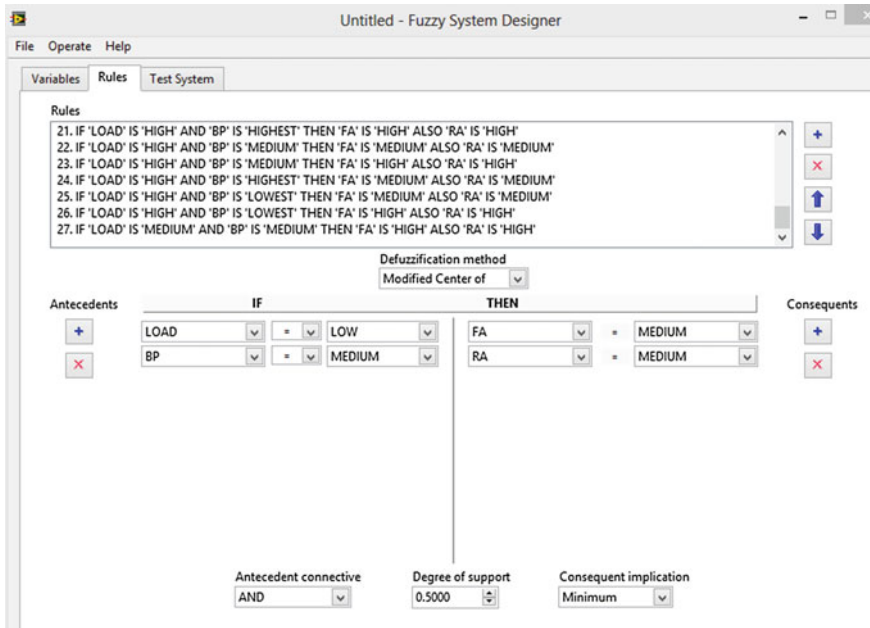 Untitled - Fuzzy System Designer
File Operate Help
Variables Rules Test System
Rules
21. IF 'LOAD' IS 'HIGH' AND 'BP' IS 'HIGHEST' THEN 'FA' IS 'HIGH' ALSO 'RA' IS 'HIGH'
22. IF 'LOAD' IS 'HIGH' AND 'BP' IS 'MEDIUM' THEN 'FA' IS 'MEDIUM' ALSO 'RA' IS 'MEDIUM'
23. IF 'LOAD' IS 'HIGH' AND 'BP' IS 'MEDIUM' THEN 'FA' IS 'HIGH' ALSO 'RA' IS 'HIGH'
24. IF 'LOAD' IS 'HIGH' AND 'BP' IS 'HIGHEST' THEN 'FA' IS 'MEDIUM' ALSO 'RA' IS 'MEDIUM'
25. IF 'LOAD' IS 'HIGH' AND 'BP' IS 'LOWEST' THEN 'FA' IS 'MEDIUM' ALSO 'RA' IS 'MEDIUM'
26. IF 'LOAD' IS 'HIGH' AND 'BP' IS 'LOWEST' THEN 'FA' IS 'HIGH' ALSO 'RA' IS 'HIGH'
27. IF 'LOAD' IS 'MEDIUM' AND 'BP' IS 'MEDIUM' THEN 'FA' IS 'HIGH' ALSO 'RA' IS 'HIGH'
Defuzzification method
Modified Center of
Antecedents IF THEN Consequents
LOAD = LOW FA = MEDIUM
BP = MEDIUM RA = MEDIUM
Antecedent connective Degree of support Consequent implication
AND 0.5000 Minimum